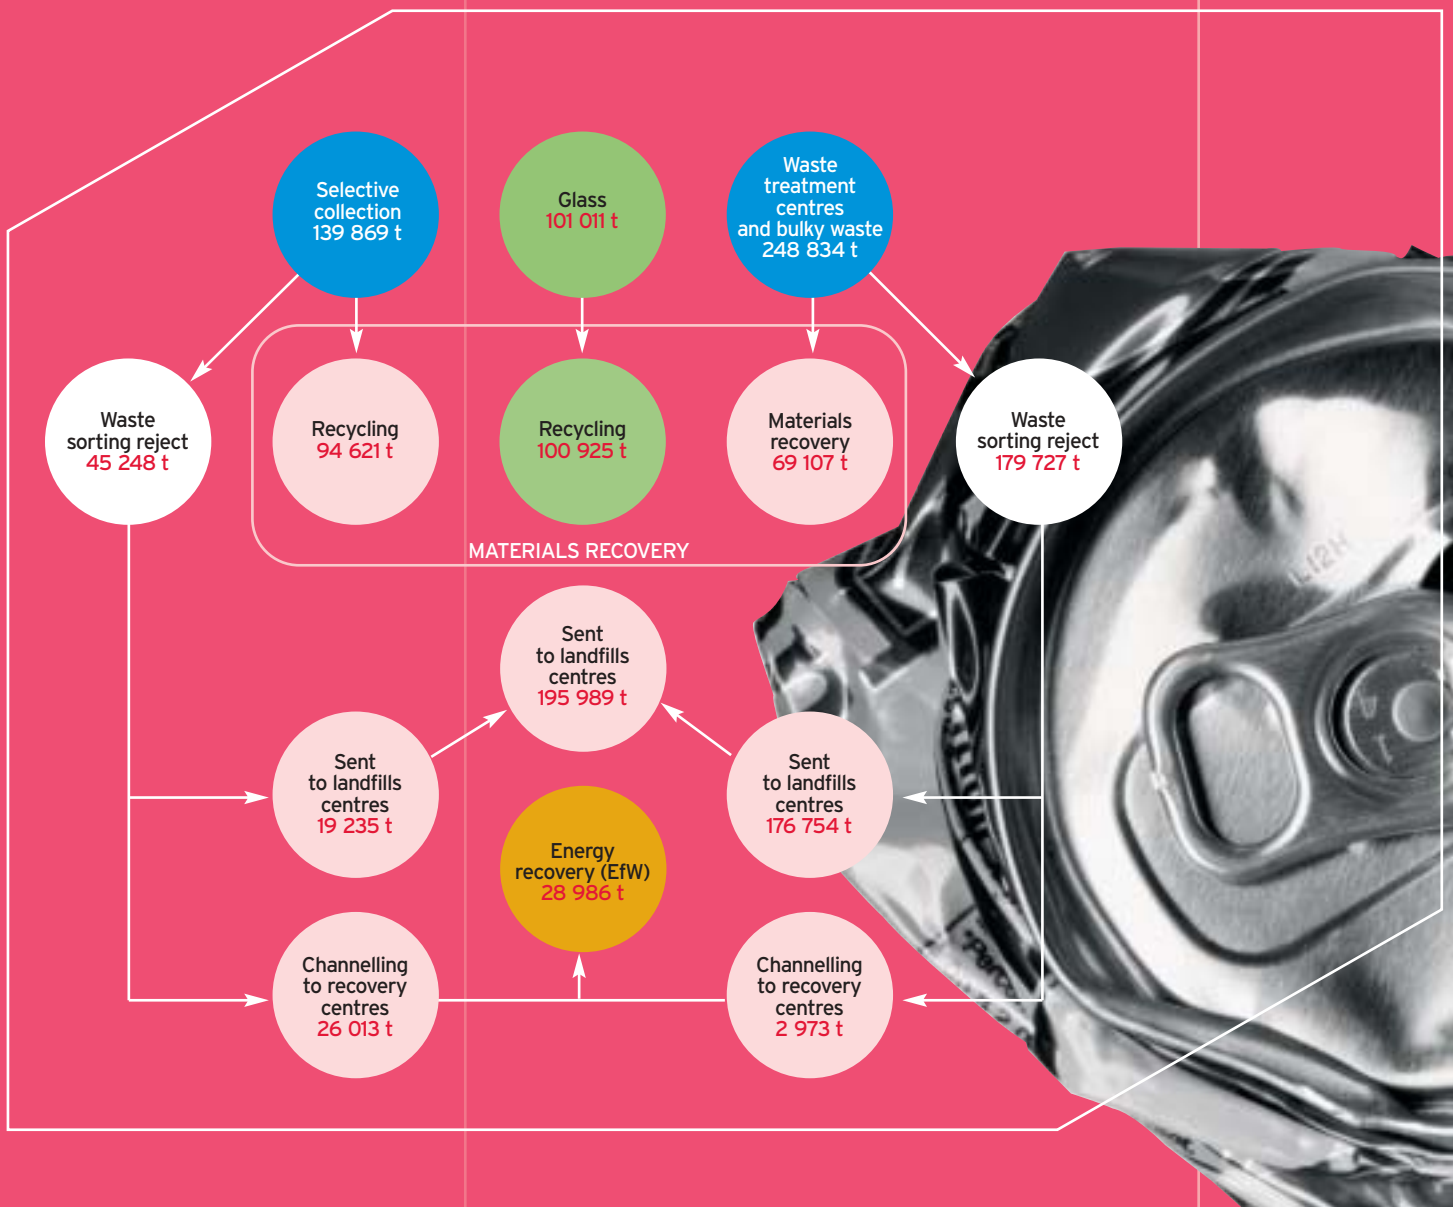 Selective
collection
139 869 t
Glass
101 011 t
Waste
treatment
centres
and bulky waste
248 834 t
Waste
sorting reject
45 248 t
Recycling
94 621 t
Recycling
100 925 t
Materials
recovery
69 107 t
Waste
sorting reject
179 727 t
MATERIALS RECOVERY
L12H
Sent
to landfills
centres
195 989 t
Sent
to landfills
centres
19 235 t
Sent
to landfills
centres
176 754 t
Energy
recovery (EfW)
28 986 t
Channelling
to recovery
centres
26 013 t
Channelling
to recovery
centres
2 973 t